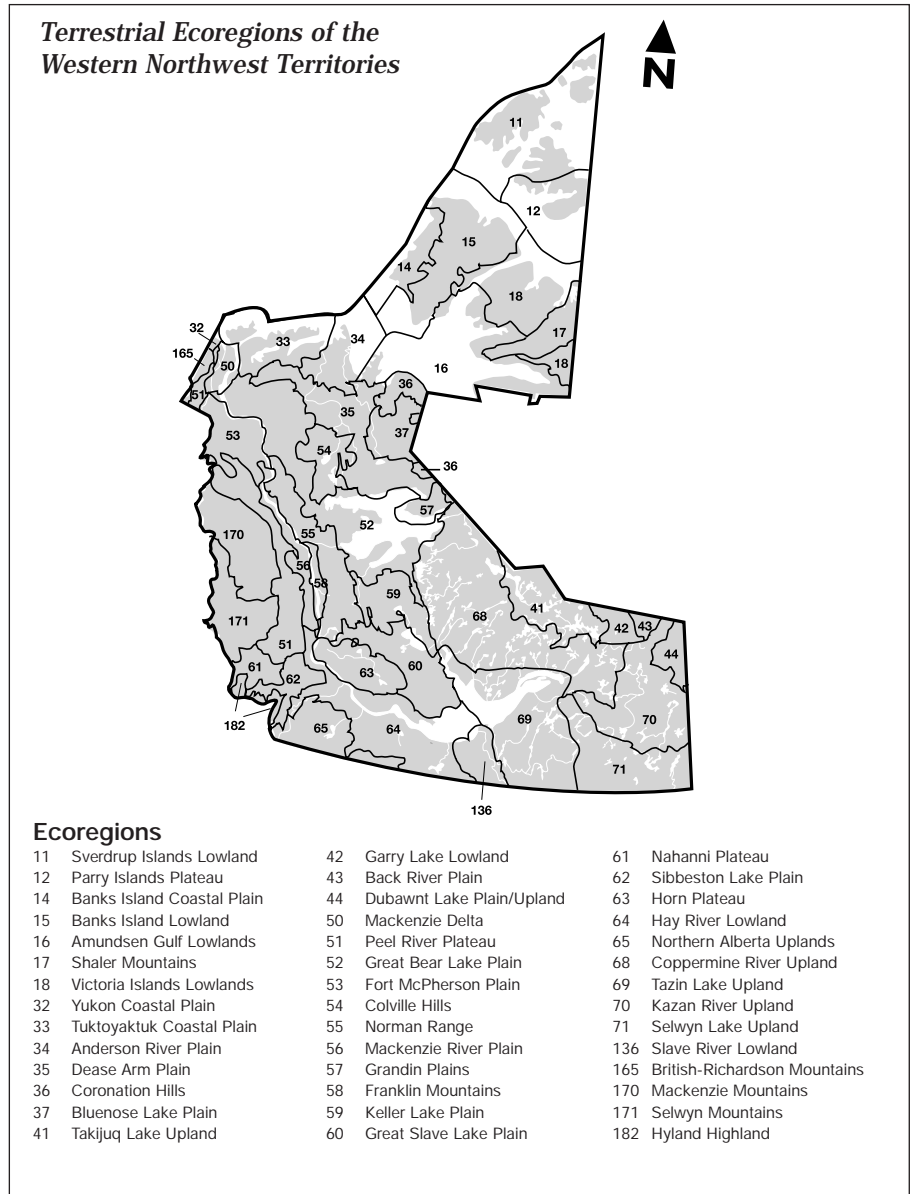 Terrestrial Ecoregions of the
Western Northwest Territories
N
11
12
15
14
18
17
18
32
33
34
165
50
16
36
51
35
37
53
54
36
57
52
170
55
56
58
59
41
68
42
43
171
44
51
60
61
63
62
69
70
182
65
64
71
136
Ecoregions
11 Sverdrup Islands Lowland
12 Parry Islands Plateau
14 Banks Island Coastal Plain
15 Banks Island Lowland
16 Amundsen Gulf Lowlands
17 Shaler Mountains
18 Victoria Islands Lowlands
32 Yukon Coastal Plain
33 Tuktoyaktuk Coastal Plain
34 Anderson River Plain
35 Dease Arm Plain
36 Coronation Hills
37 Bluenose Lake Plain
41 Takijuq Lake Upland
42 Garry Lake Lowland
43 Back River Plain
44 Dubawnt Lake Plain/Upland
50 Mackenzie Delta
51 Peel River Plateau
52 Great Bear Lake Plain
53 Fort McPherson Plain
54 Colville Hills
55 Norman Range
56 Mackenzie River Plain
57 Grandin Plains
58 Franklin Mountains
59 Keller Lake Plain
60 Great Slave Lake Plain
61 Nahanni Plateau
62 Sibbeston Lake Plain
63 Horn Plateau
64 Hay River Lowland
65 Northern Alberta Uplands
68 Coppermine River Upland
69 Tazin Lake Upland
70 Kazan River Upland
71 Selwyn Lake Upland
136 Slave River Lowland
165 British-Richardson Mountains
170 Mackenzie Mountains
171 Selwyn Mountains
182 Hyland Highland